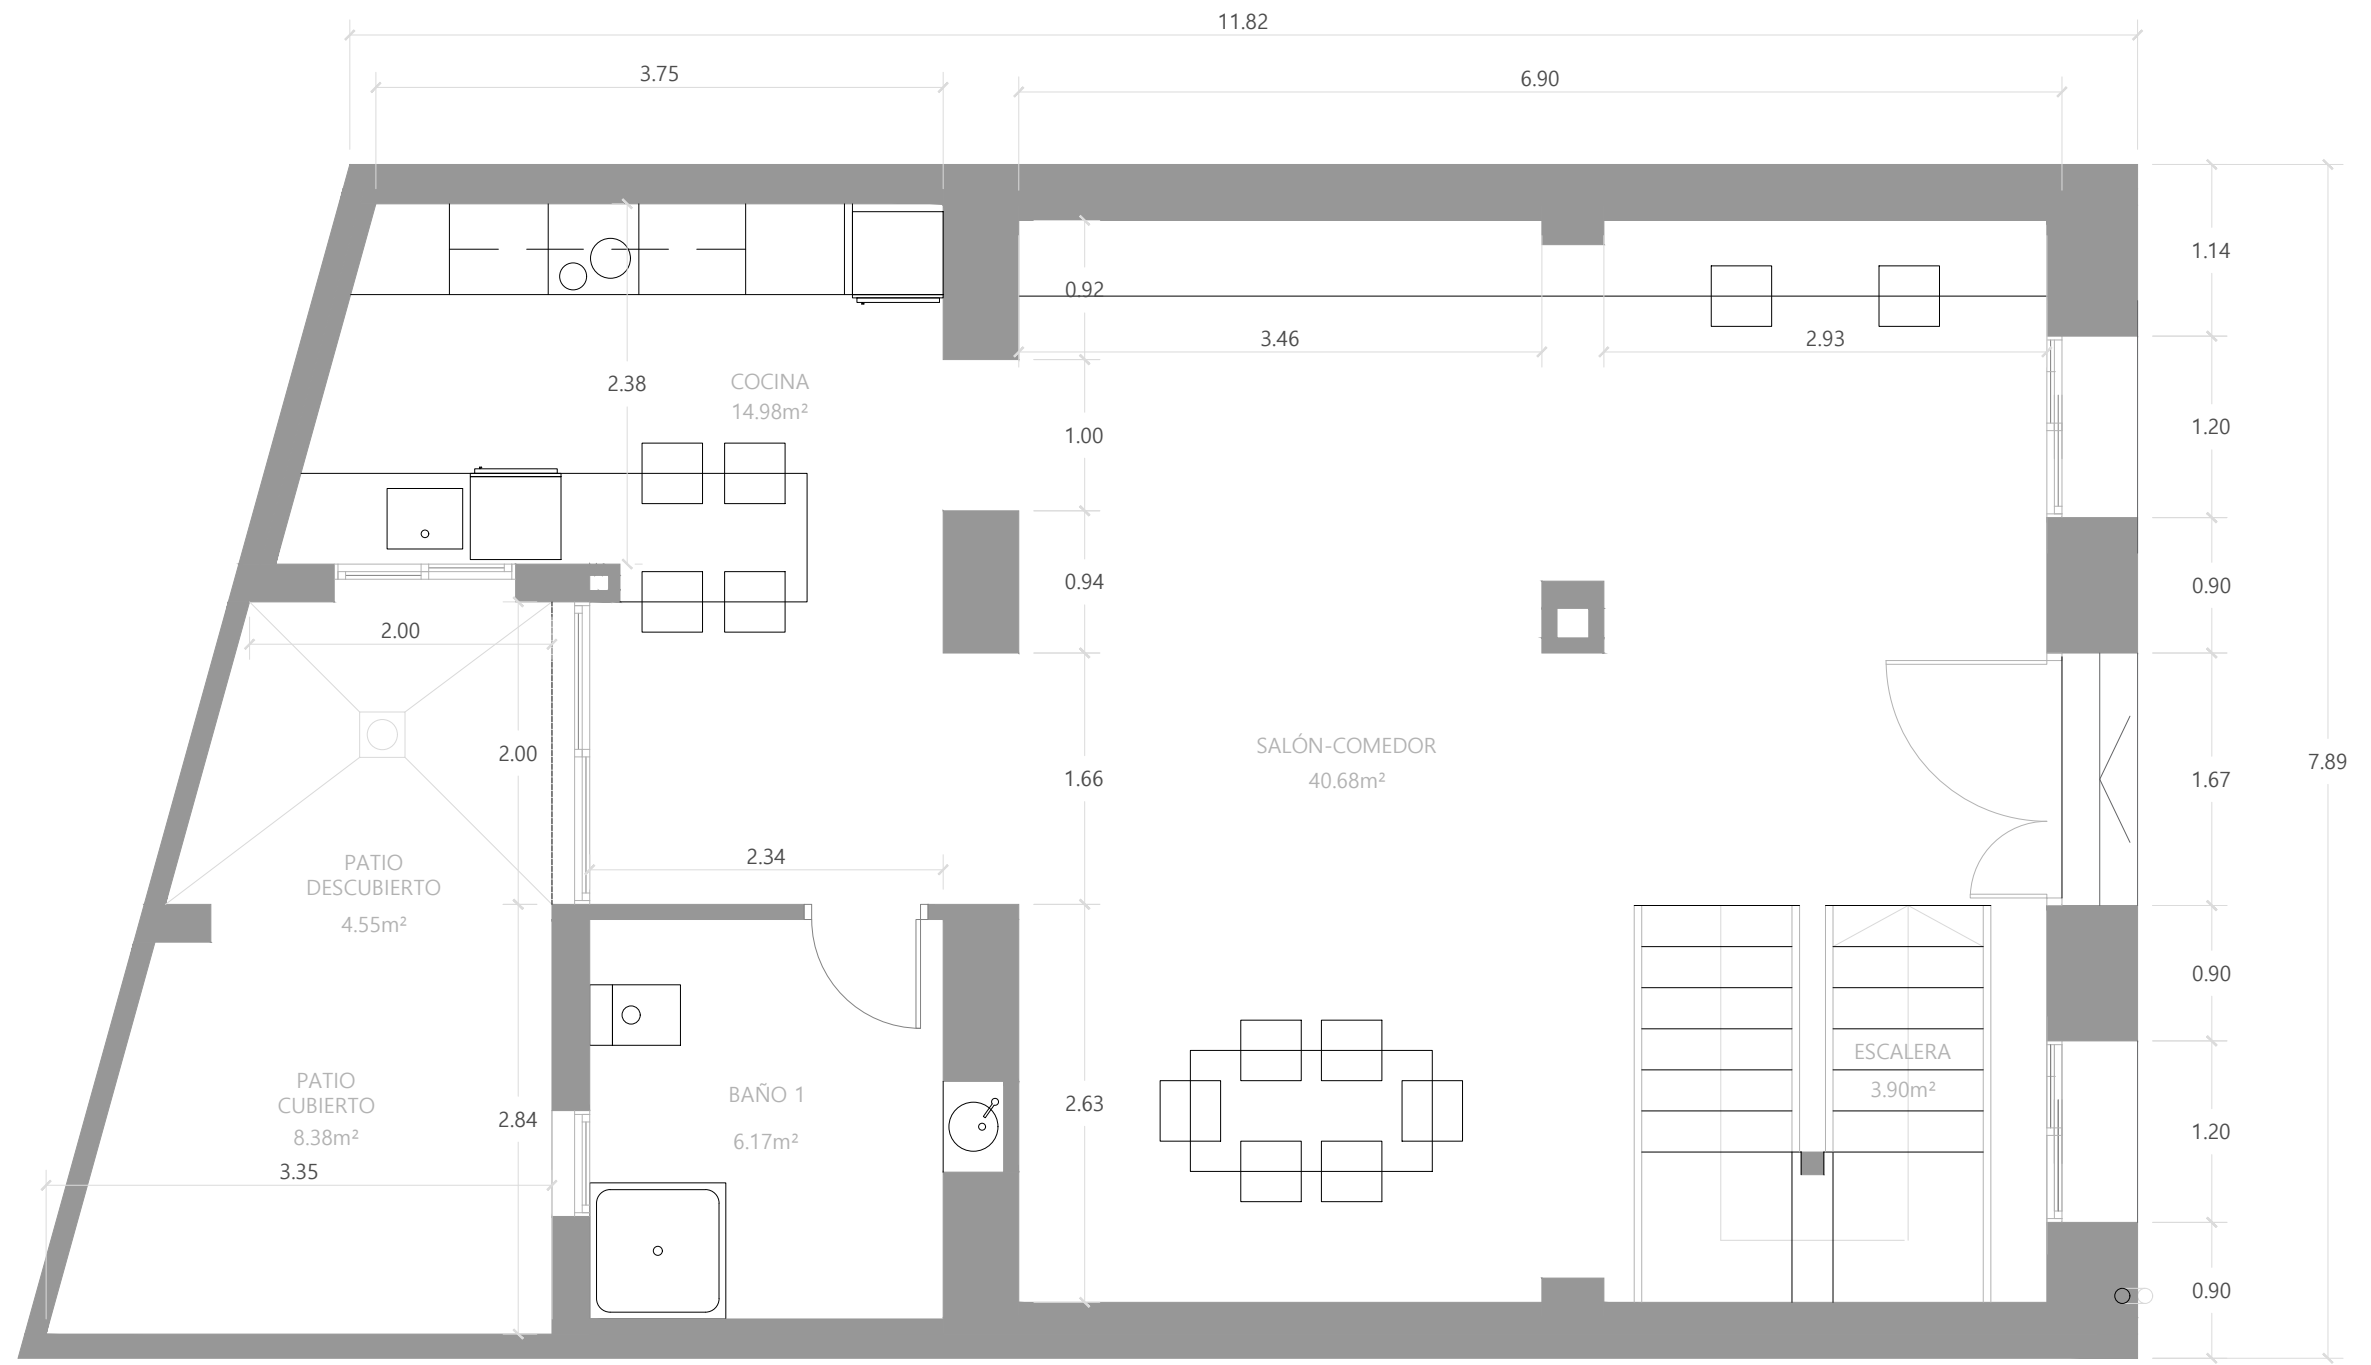 11.82
3.75
6.90
1.14
0.92
3.46
2.93
COCINA
14.98m²
2.38
1.00
1.20
0.94
0.90
2.00
2.00
SALÓN-COMEDOR
40.68m²
1.66
1.67
7.89
2.34
PATIO
DESCUBIERTO
4.55m²
0.90
ESCALERA
3.90m²
PATIO
CUBIERTO
8.38m²
2.84
BAÑO 1
6.17m²
2.63
1.20
3.35
0.90